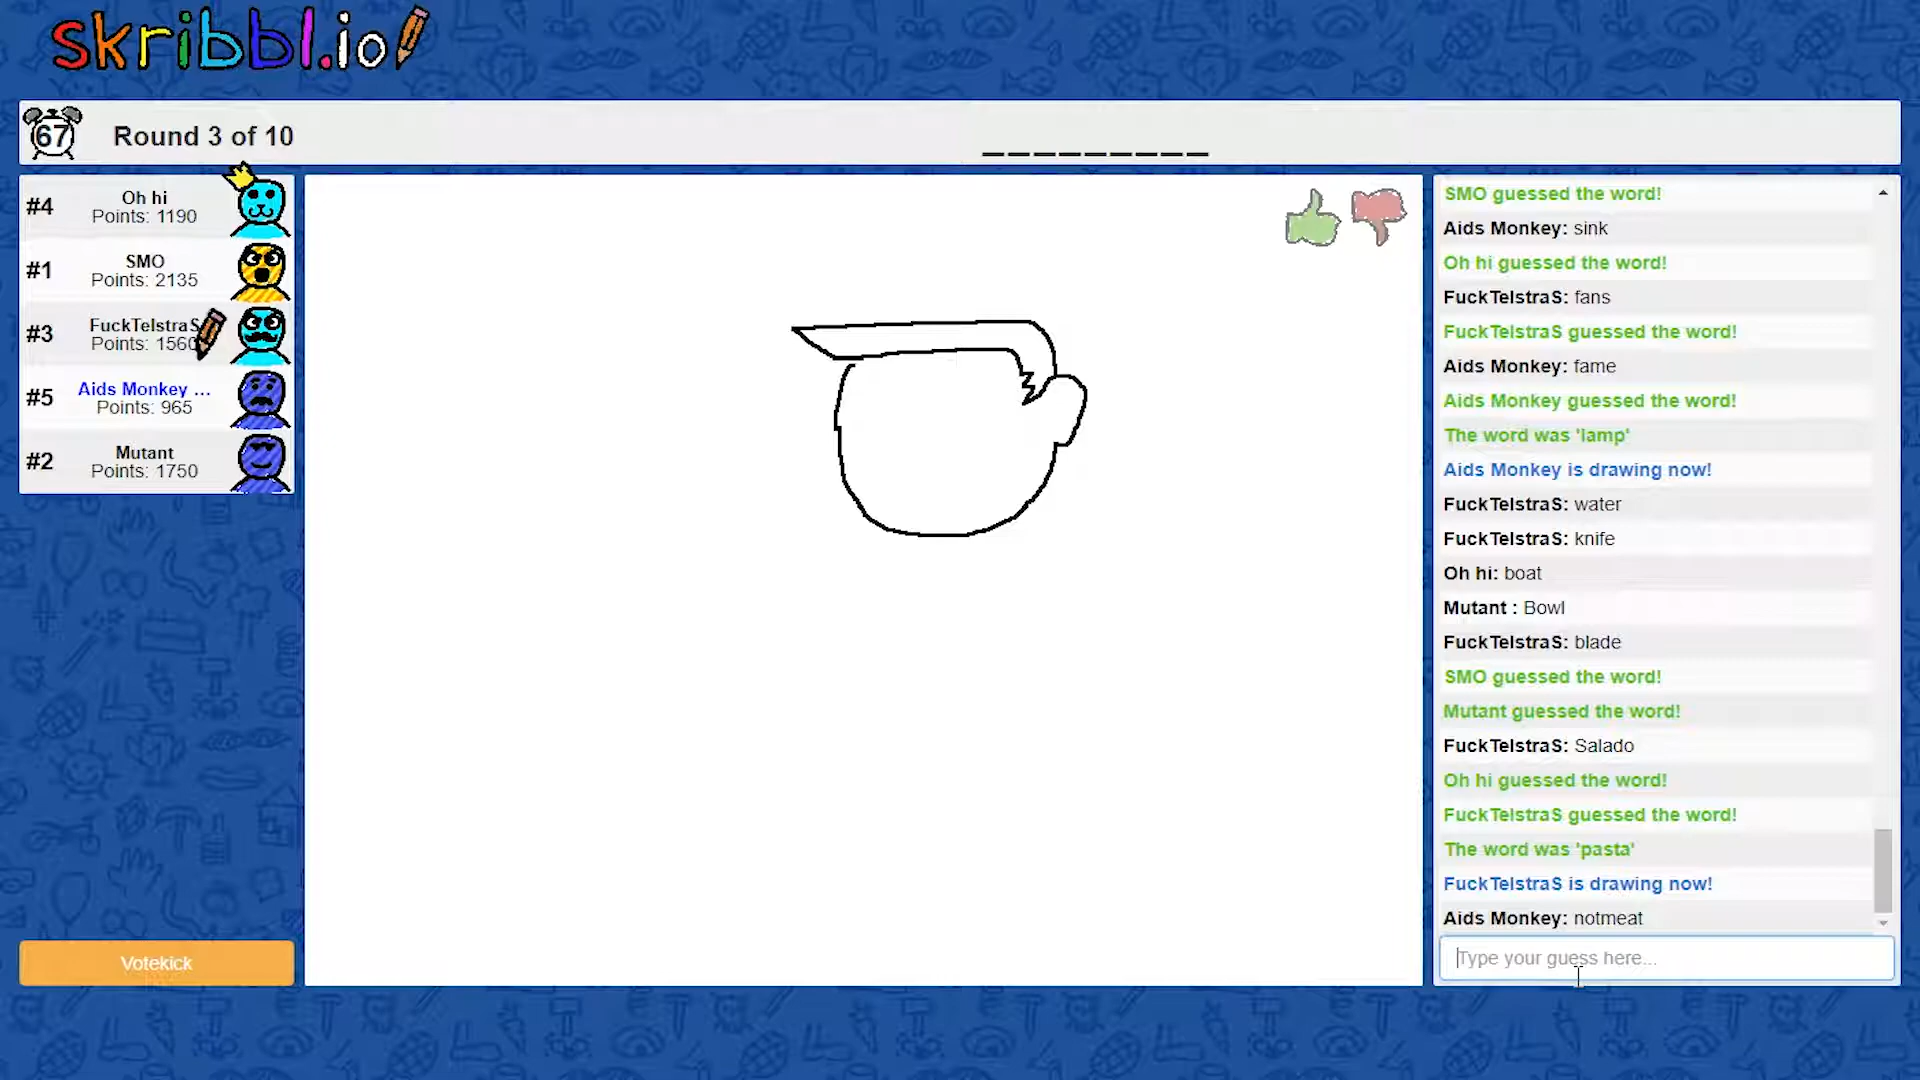 skribbl.io
67
Round 3 of 10
_________
#4
Oh hi
Points: 1190
#1
SMO
Points: 2135
#3
FuckTelstraS
Points: 1560
#5
Aids Monkey ...
Points: 965
#2
Mutant
Points: 1750
Votekick
SMO guessed the word!
Aids Monkey: sink
Oh hi guessed the word!
FuckTelstraS: fans
FuckTelstraS guessed the word!
Aids Monkey: fame
Aids Monkey guessed the word!
The word was 'lamp'
Aids Monkey is drawing now!
FuckTelstraS: water
FuckTelstraS: knife
Oh hi: boat
Mutant : Bowl
FuckTelstraS: blade
SMO guessed the word!
Mutant guessed the word!
FuckTelstraS: Salado
Oh hi guessed the word!
FuckTelstraS guessed the word!
The word was 'pasta'
FuckTelstraS is drawing now!
Aids Monkey: notmeat
Type your guess here...